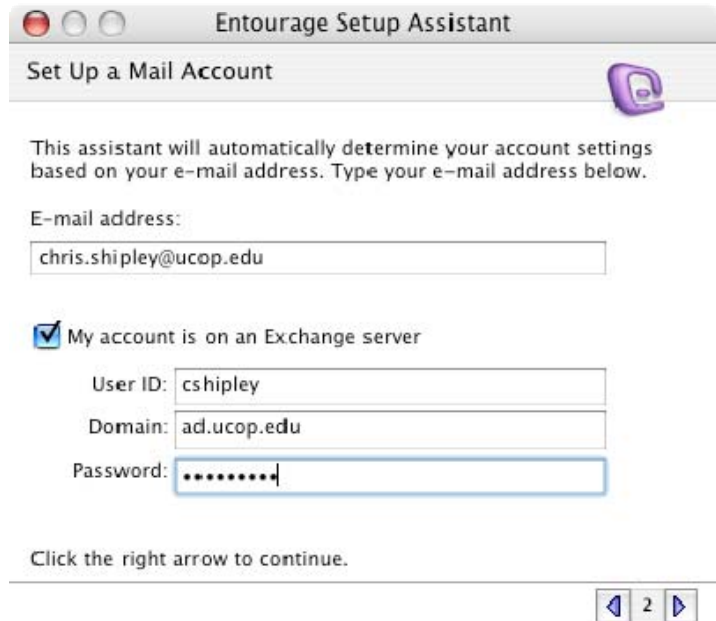 Entourage Setup Assistant
Set Up a Mail Account
This assistant will automatically determine your account settings
based on your e-mail address. Type your e-mail address below.
E-mail address:
chris.shipley@ucop.edu
My account is on an Exchange server
User ID: cshipley
Domain: ad.ucop.edu
Password: •••••••••
Click the right arrow to continue.
2